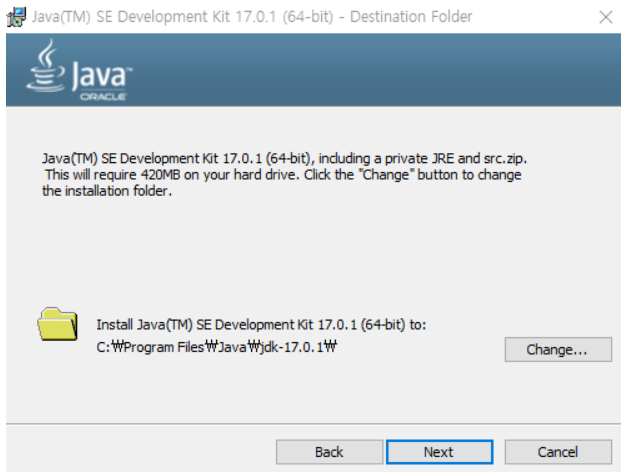 Java(TM) SE Development Kit 17.0.1 (64-bit) - Destination Folder
Java™
ORACLE
Java(TM) SE Development Kit 17.0.1 (64-bit), including a private JRE and src.zip.
This will require 420MB on your hard drive. Click the "Change" button to change
the installation folder.
Install Java(TM) SE Development Kit 17.0.1 (64-bit) to:
C:₩Program Files₩Java₩jdk-17.0.1₩
Change...
Back
Next
Cancel